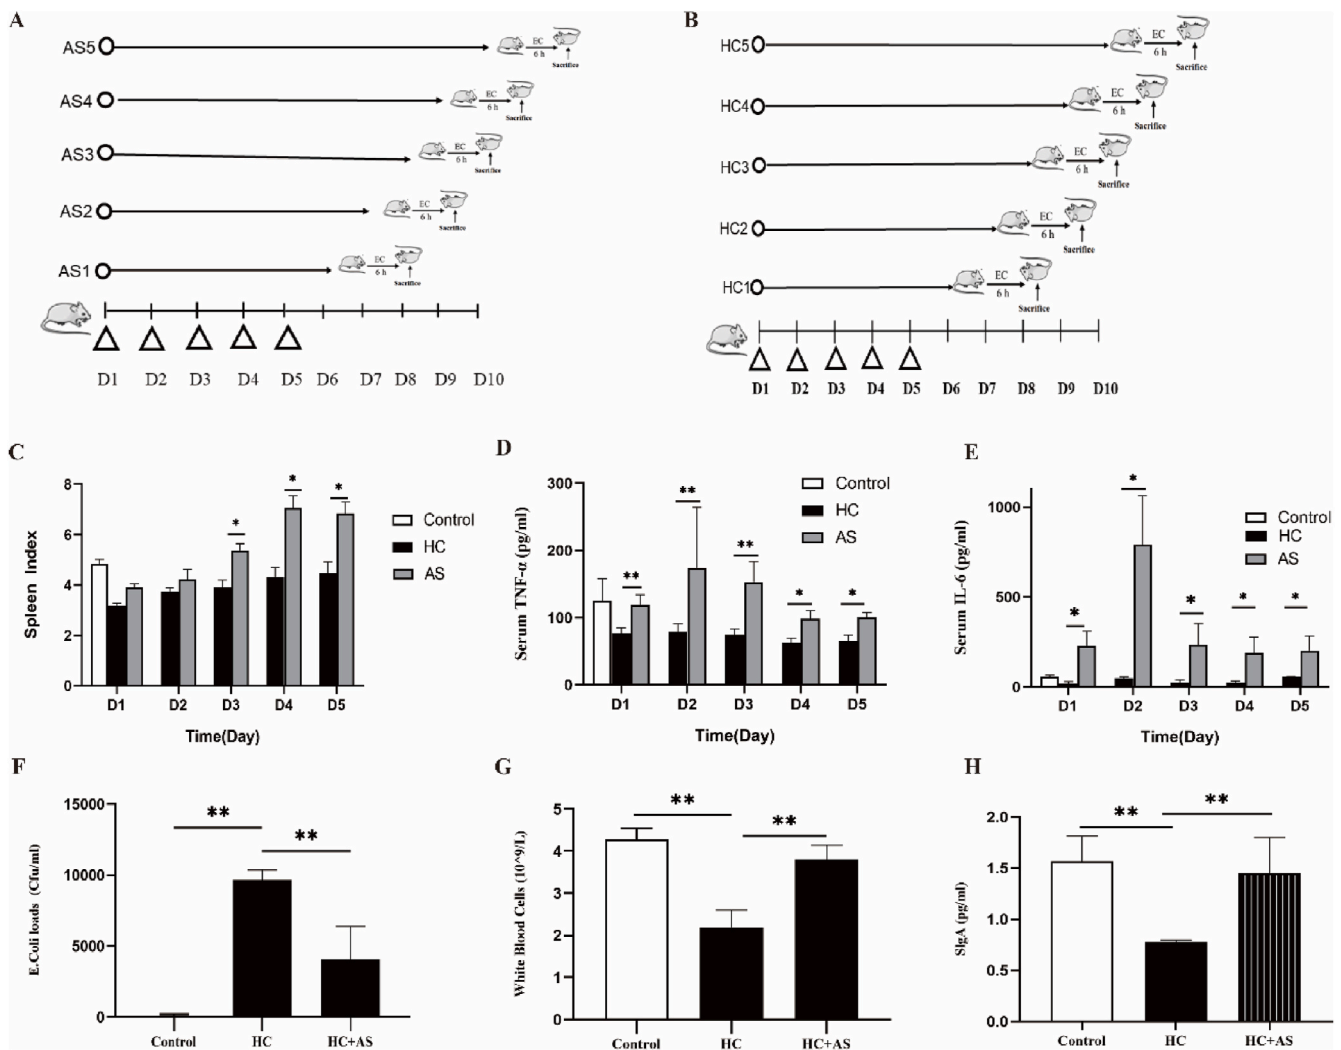 A
AS5
EC
6 h
Sacrifice
AS4
EC
6 h
Sacrifice
AS3
EC
6 h
Sacrifice
AS2
EC
6 h
Sacrifice
AS1
EC
6 h
Sacrifice
D1 D2 D3 D4 D5 D6 D7 D8 D9 D10
B
HC5
EC
6 h
Sacrifice
HC4
EC
6 h
Sacrifice
HC3
EC
6 h
Sacrifice
HC2
EC
6 h
Sacrifice
HC1
EC
6 h
Sacrifice
D1 D2 D3 D4 D5 D6 D7 D8 D9 D10
C
Spleen Index
8
6
4
2
0
* * *
Control
HC
AS
D1 D2 D3 D4 D5
Time(Day)
D
Serum TNF-α (pg/ml)
300
200
100
0
** ** ** * *
Control
HC
AS
D1 D2 D3 D4 D5
Time(Day)
E
Serum IL-6 (pg/ml)
1000
500
0
* * * * *
Control
HC
AS
D1 D2 D3 D4 D5
Time(Day)
F
E.Coli loads (Cfu/ml)
15000
10000
5000
0
** **
Control HC HC+AS
G
White Blood Cells (10^9/L)
5
4
3
2
1
0
** **
Control HC HC+AS
H
SIgA (pg/ml)
2.0
1.5
1.0
0.5
0.0
** **
Control HC HC+AS